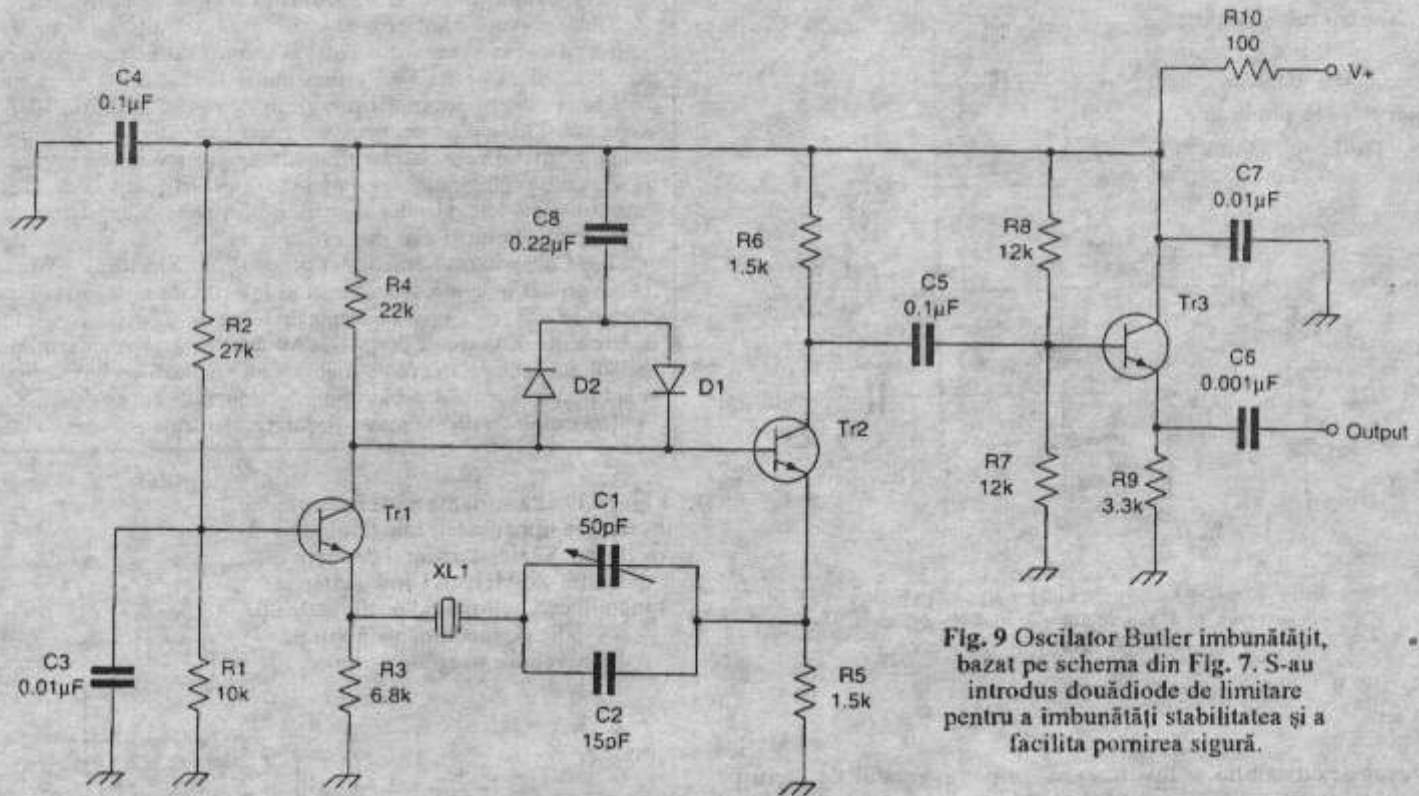 R10
100
V+
C4
0.1µF
C7
0.01µF
C8
0.22µF
R6
1.5k
R8
12k
R4
22k
C5
0.1µF
Tr3
R2
27k
D2
D1
C6
0.001µF
Output
Tr2
R7
12k
R9
3.3k
Tr1
C1
50pF
XL1
C3
0.01µF
R1
10k
R3
6.8k
R5
1.5k
C2
15pF
Fig. 9 Oscilator Butler imbunătăţit,
bazat pe schema din Fig. 7. S-au
introdus douădiode de limitare
pentru a îmbunătăţi stabilitatea şi a
facilita pornirea sigură.